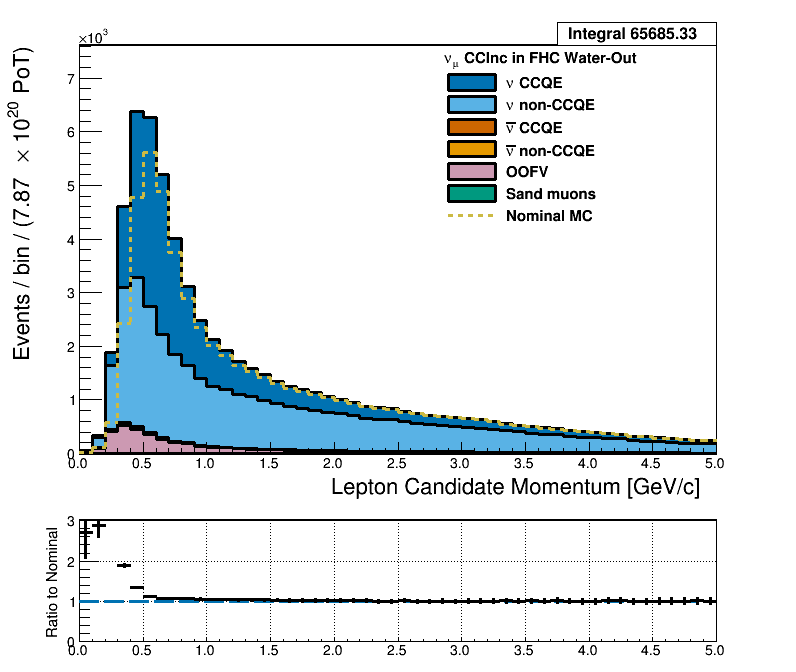 Integral 65685.33
×10³
Events / bin / (7.87 × 10²⁰ PoT)
7
6
5
4
3
2
1
0
ν_μ CCInc in FHC Water-Out
ν CCQE
ν non-CCQE
ν̅ CCQE
ν̅ non-CCQE
OOFV
Sand muons
Nominal MC
0.0 0.5 1.0 1.5 2.0 2.5 3.0 3.5 4.0 4.5 5.0
Lepton Candidate Momentum [GeV/c]
Ratio to Nominal
3
2
1
0
0.0 0.5 1.0 1.5 2.0 2.5 3.0 3.5 4.0 4.5 5.0